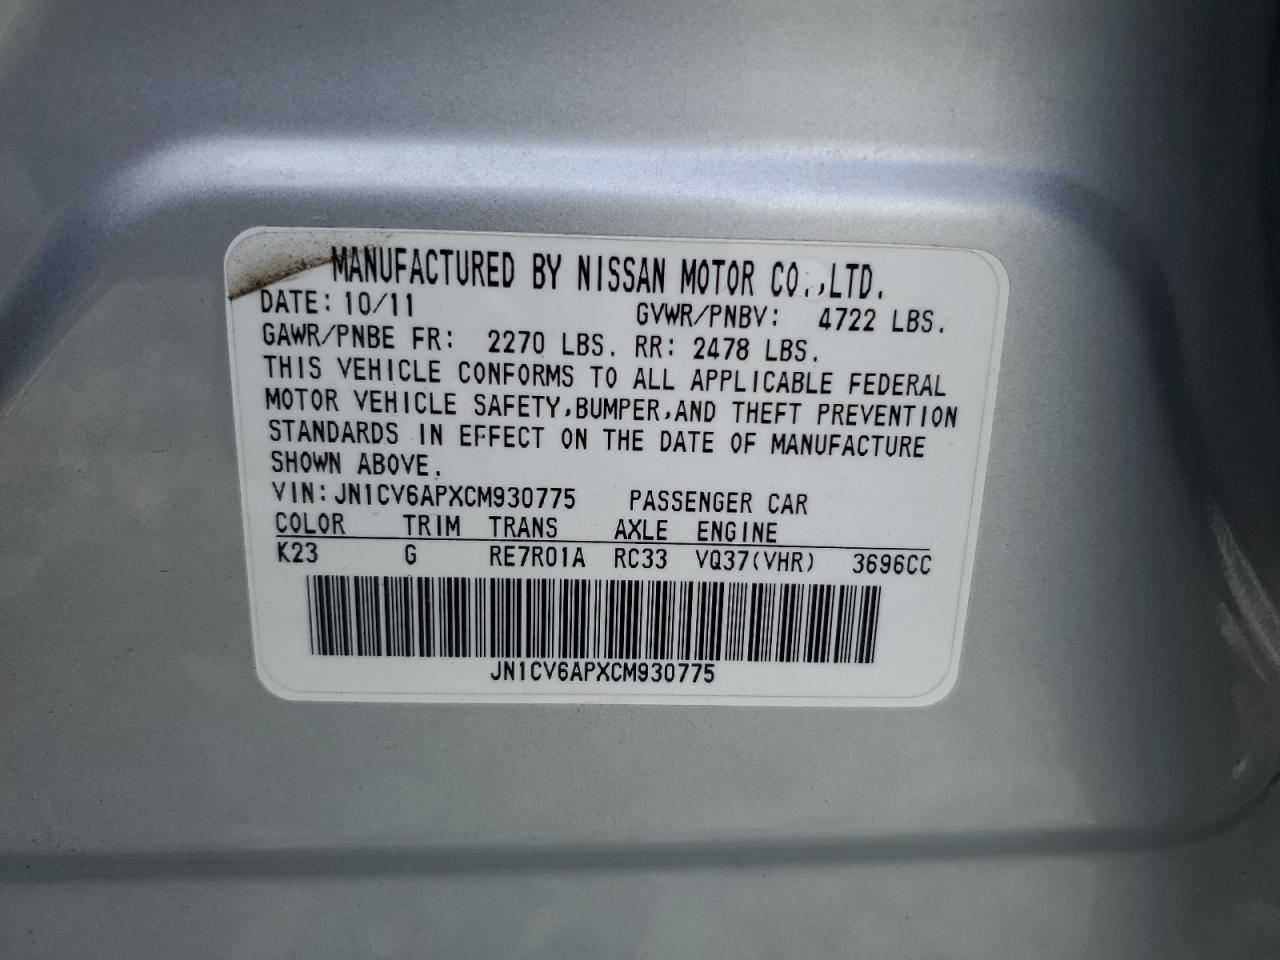 MANUFACTURED BY NISSAN MOTOR CO.,LTD.
DATE: 10/11 GVWR/PNBV: 4722 LBS.
GAWR/PNBE FR: 2270 LBS. RR: 2478 LBS.
THIS VEHICLE CONFORMS TO ALL APPLICABLE FEDERAL
MOTOR VEHICLE SAFETY,BUMPER,AND THEFT PREVENTION
STANDARDS IN EFFECT ON THE DATE OF MANUFACTURE
SHOWN ABOVE.
VIN: JN1CV6APXCM930775 PASSENGER CAR
COLOR TRIM TRANS AXLE ENGINE
K23 G RE7R01A RC33 VQ37(VHR) 3696CC
JN1CV6APXCM930775